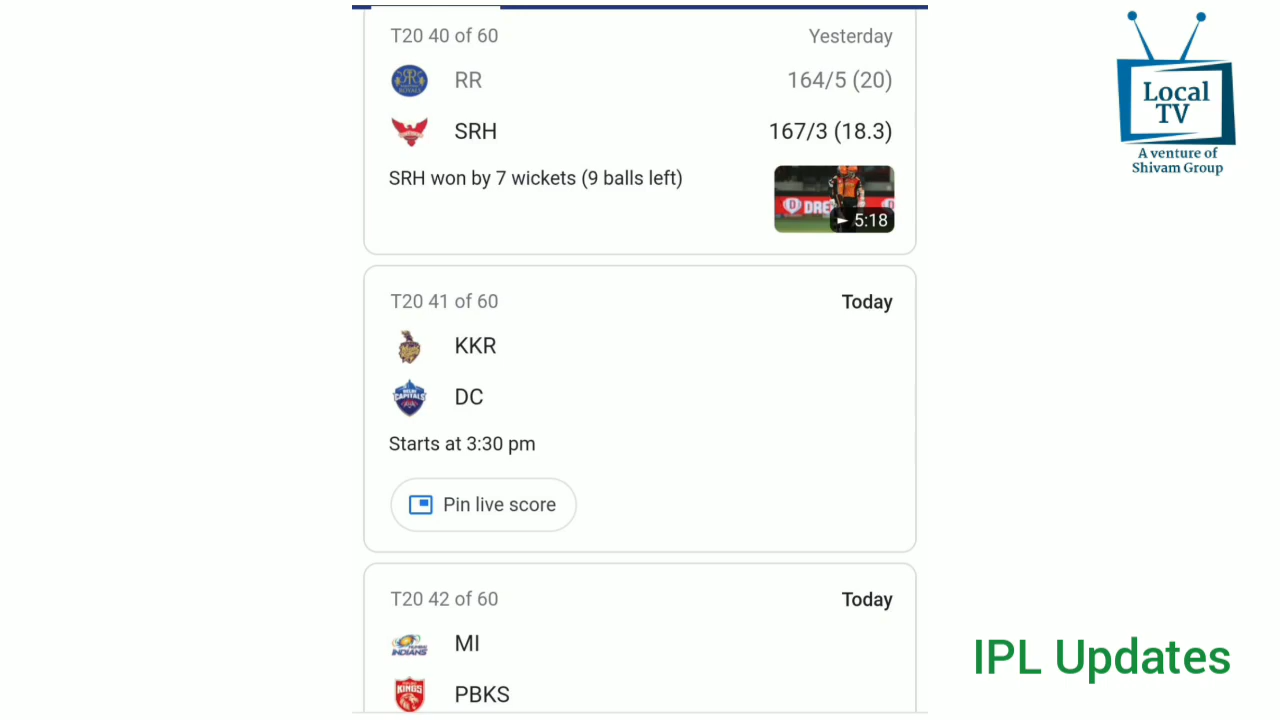 T20 40 of 60
Yesterday
RR
164/5 (20)
SRH
167/3 (18.3)
SRH won by 7 wickets (9 balls left)
5:18
T20 41 of 60
Today
KKR
DC
Starts at 3:30 pm
Pin live score
T20 42 of 60
Today
MI
PBKS
Local
TV
A venture of
Shivam Group
IPL Updates